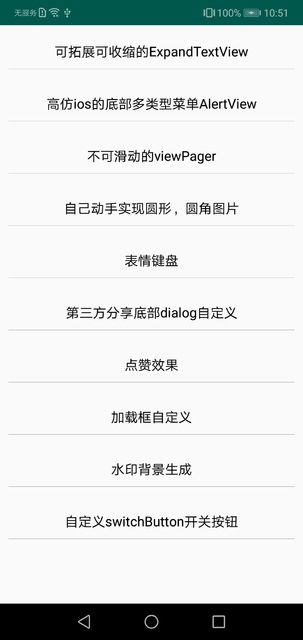 无服务 100% 10:51
可拓展可收缩的ExpandTextView
高仿ios的底部多类型菜单AlertView
不可滑动的viewPager
自己动手实现圆形，圆角图片
表情键盘
第三方分享底部dialog自定义
点赞效果
加载框自定义
水印背景生成
自定义switchButton开关按钮